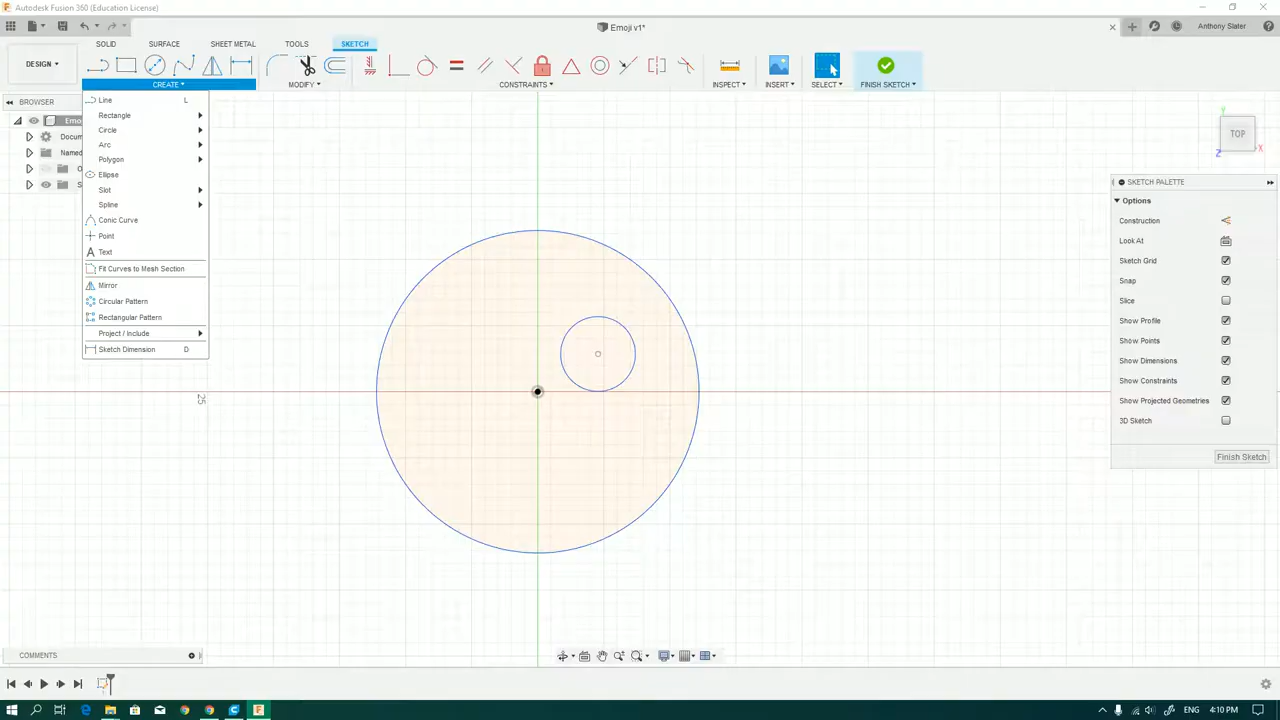 Autodesk Fusion 360 (Education License)
Emoji v1*
Anthony Slater
SOLID SURFACE SHEET METAL TOOLS SKETCH
DESIGN
CREATE MODIFY CONSTRAINTS INSPECT INSERT SELECT FINISH SKETCH
BROWSER
Emo
Docum
Named
O
S
Line L
Rectangle
Circle
Arc
Polygon
Ellipse
Slot
Spline
Conic Curve
Point
A Text
Fit Curves to Mesh Section
Mirror
Circular Pattern
Rectangular Pattern
Project / Include
Sketch Dimension D
25
Y
TOP
Z X
SKETCH PALETTE
Options
Construction
Look At
Sketch Grid
Snap
Slice
Show Profile
Show Points
Show Dimensions
Show Constraints
Show Projected Geometries
3D Sketch
Finish Sketch
COMMENTS
ENG 4:10 PM